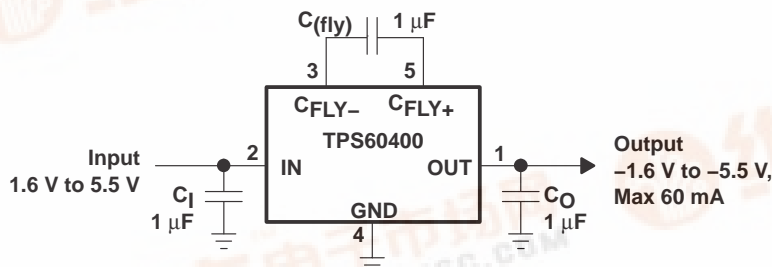 C(fly) 1 μF
3 5
CFLY− CFLY+
TPS60400
Input
1.6 V to 5.5 V
2 IN OUT 1
Output
−1.6 V to −5.5 V,
Max 60 mA
CI
1 μF
GND
4
CO
1 μF